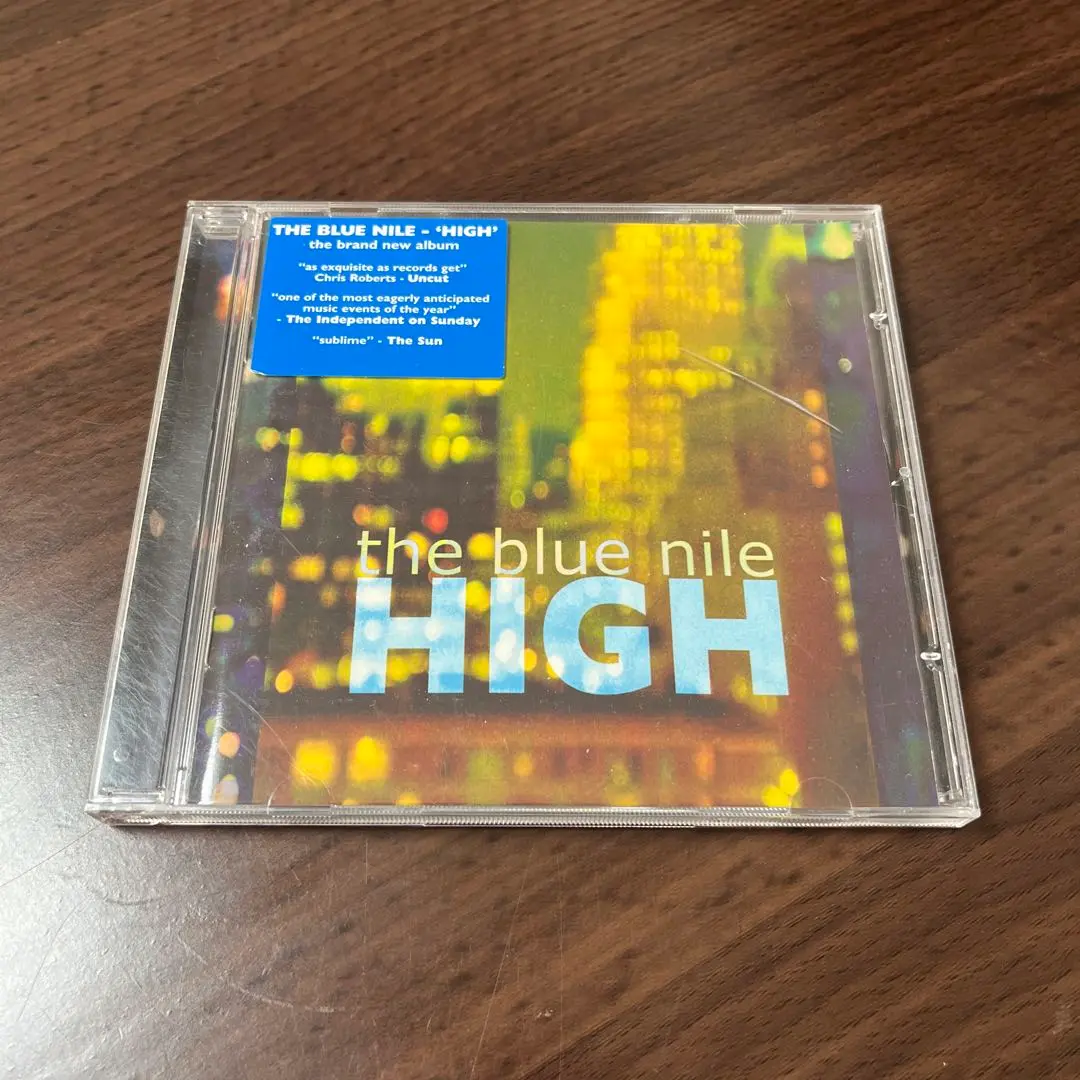 THE BLUE NILE - ‘HIGH’
the brand new album
“as exquisite as records get”
Chris Roberts - Uncut
“one of the most eagerly anticipated
music events of the year”
- The Independent on Sunday
“sublime” - The Sun
the blue nile
HIGH